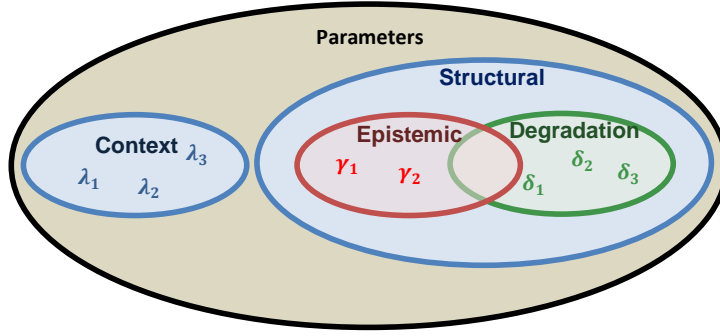 Parameters
Structural
Context
Epistemic
Degradation
λ₁
λ₂
λ₃
γ₁
γ₂
δ₁
δ₂
δ₃